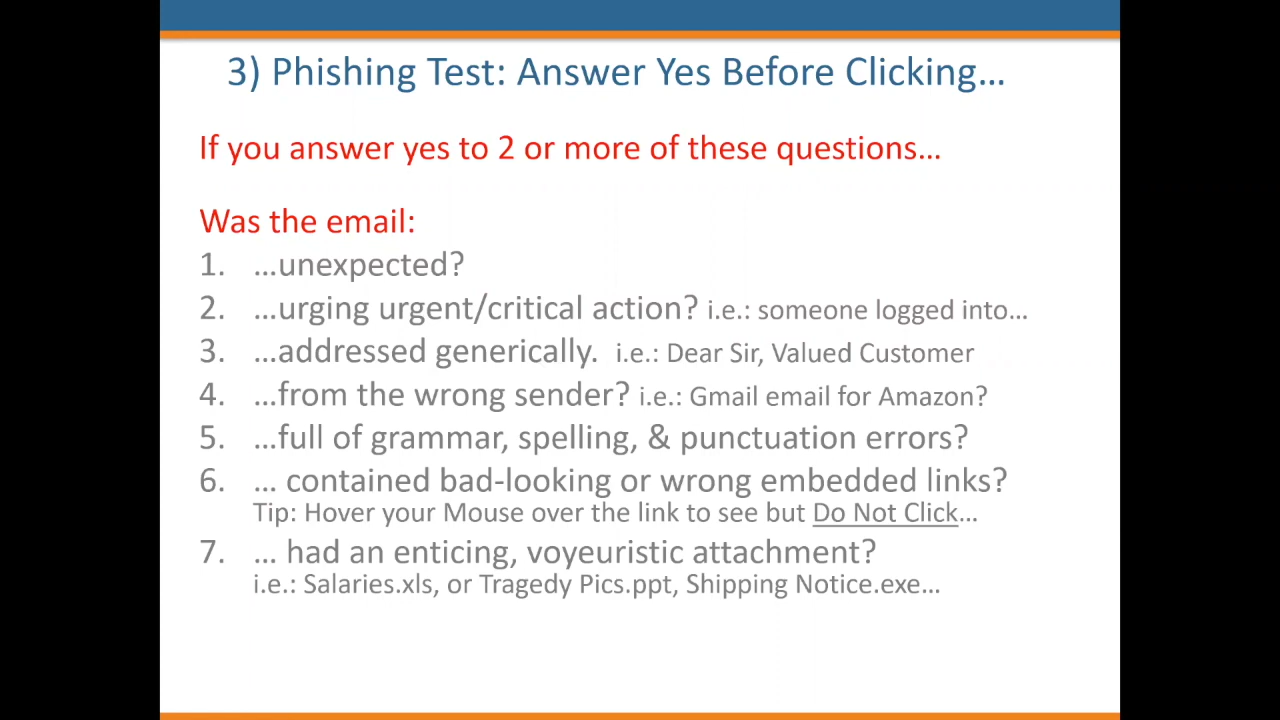 3) Phishing Test: Answer Yes Before Clicking…
If you answer yes to 2 or more of these questions…
Was the email:
1. …unexpected?
2. …urging urgent/critical action? i.e.: someone logged into…
3. …addressed generically. i.e.: Dear Sir, Valued Customer
4. …from the wrong sender? i.e.: Gmail email for Amazon?
5. …full of grammar, spelling, & punctuation errors?
6. … contained bad-looking or wrong embedded links?
Tip: Hover your Mouse over the link to see but Do Not Click…
7. … had an enticing, voyeuristic attachment?
i.e.: Salaries.xls, or Tragedy Pics.ppt, Shipping Notice.exe…